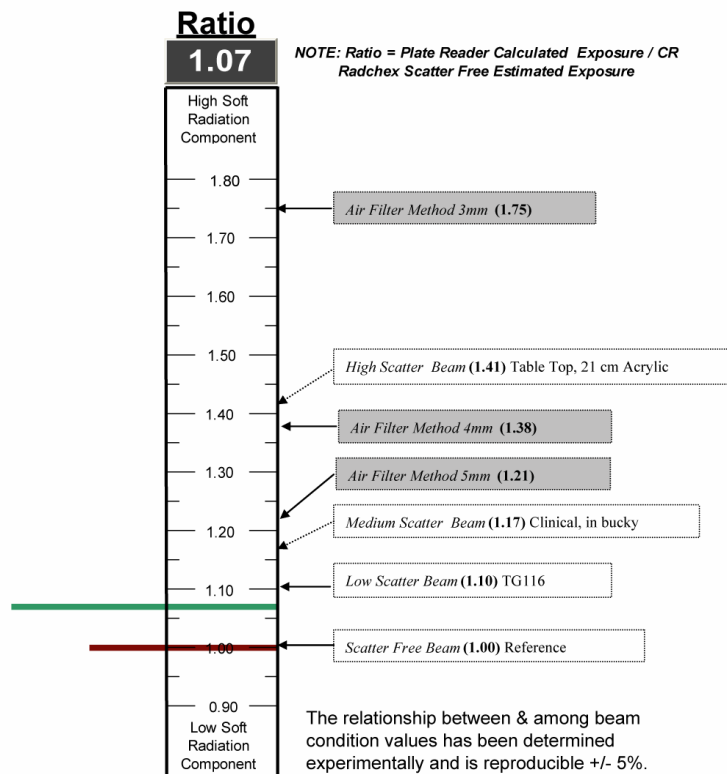 Ratio
1.07
NOTE: Ratio = Plate Reader Calculated Exposure / CR
Radchex Scatter Free Estimated Exposure
High Soft
Radiation
Component
1.80
Air Filter Method 3mm (1.75)
1.70
1.60
1.50
High Scatter Beam (1.41) Table Top, 21 cm Acrylic
1.40
Air Filter Method 4mm (1.38)
1.30
Air Filter Method 5mm (1.21)
1.20
Medium Scatter Beam (1.17) Clinical, in bucky
1.10
Low Scatter Beam (1.10) TG116
1.00
Scatter Free Beam (1.00) Reference
0.90
Low Soft
Radiation
Component
The relationship between & among beam
condition values has been determined
experimentally and is reproducible +/- 5%.